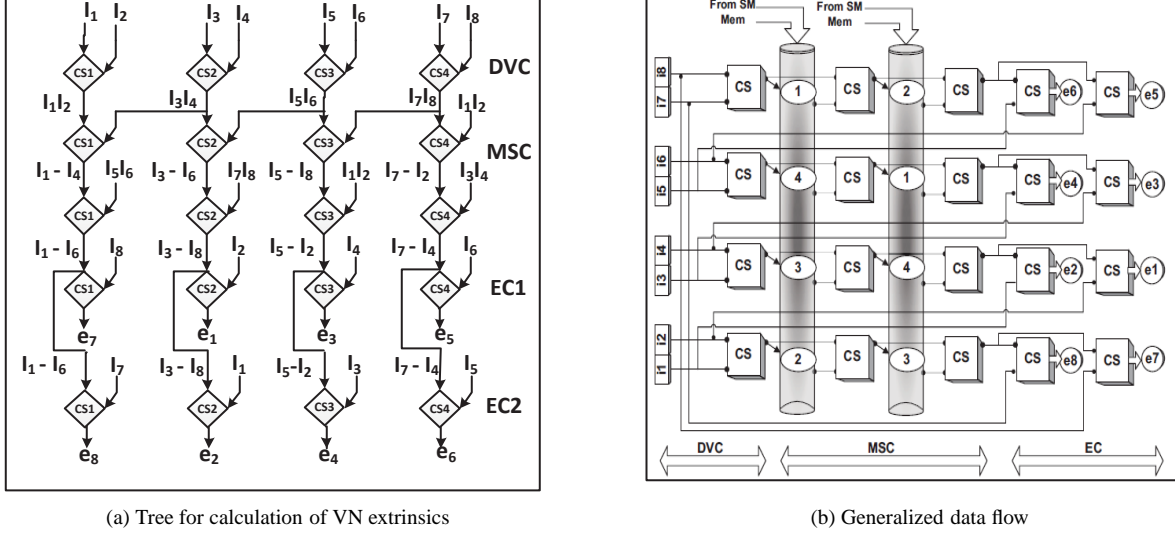 I1 I2 I3 I4 I5 I6 I7 I8
CS1 CS2 CS3 CS4 DVC
I1I2 I3I4 I5I6 I7I8 I1I2
CS1 CS2 CS3 CS4 MSC
I1 - I4 I5I6 I3 - I6 I7I8 I5 - I8 I1I2 I7 - I2 I3I4
CS1 CS2 CS3 CS4
I1 - I6 I8 I3 - I8 I2 I5 - I2 I4 I7 - I4 I6
CS1 CS2 CS3 CS4 EC1
e7 e1 e3 e5
I1 - I6 I7 I3 - I8 I1 I5-I2 I3 I7 - I4 I5
CS1 CS2 CS3 CS4 EC2
e8 e2 e4 e6
(a) Tree for calculation of VN extrinsics
From SM From SM
Mem Mem
i8
i7
CS 1 CS 2 CS CS e6 CS e5
i6
i5
CS 4 CS 1 CS CS e4 CS e3
i4
i3
CS 3 CS 4 CS CS e2 CS e1
i2
i1
CS 2 CS 3 CS CS e8 CS e7
DVC MSC EC
(b) Generalized data flow